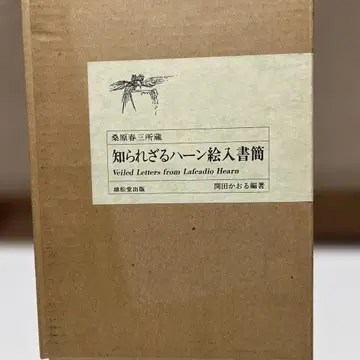 桑原春三所蔵
知られざるハーン絵入書簡
Veiled Letters from Lafcadio Hearn
雄松堂出版
関田かおる編著